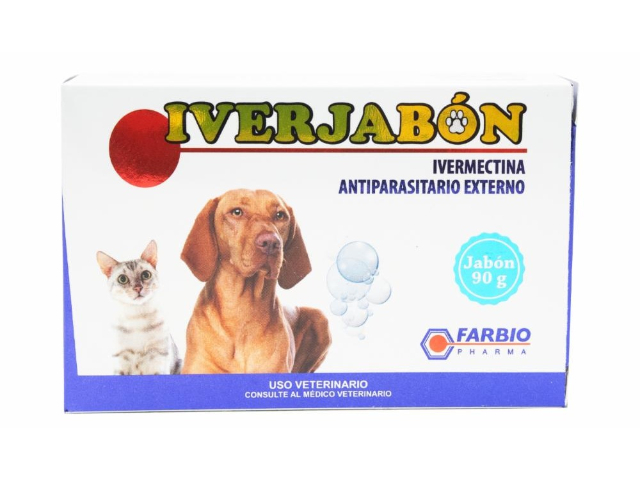 IVERJABÓN
IVERMECTINA
ANTIPARASITARIO EXTERNO
Jabón
90 g
FARBIO
PHARMA
USO VETERINARIO
CONSULTE AL MÉDICO VETERINARIO